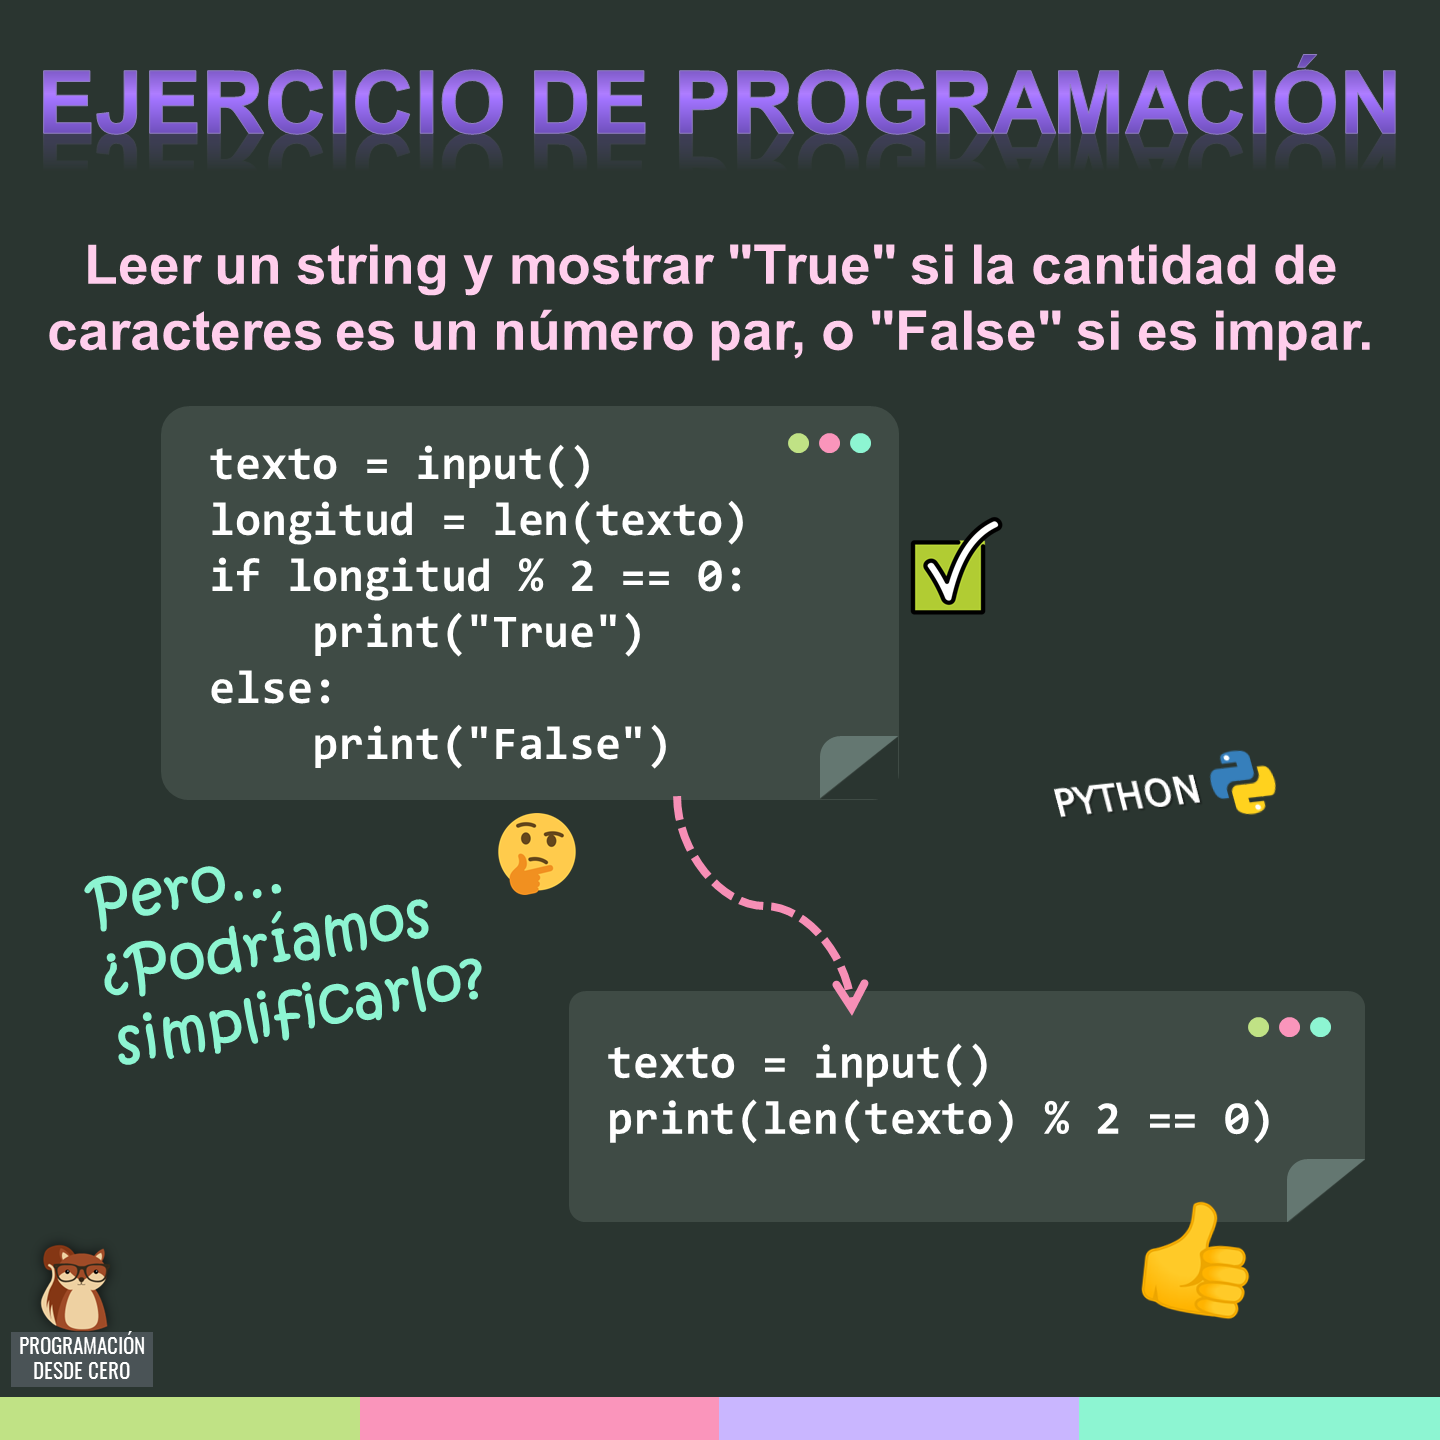 EJERCICIO DE PROGRAMACIÓN
Leer un string y mostrar "True" si la cantidad de
caracteres es un número par, o "False" si es impar.
texto = input()
longitud = len(texto)
if longitud % 2 == 0:
    print("True")
else:
    print("False")
PYTHON
Pero...
¿Podríamos
simplificarlo?
texto = input()
print(len(texto) % 2 == 0)
PROGRAMACIÓN
DESDE CERO